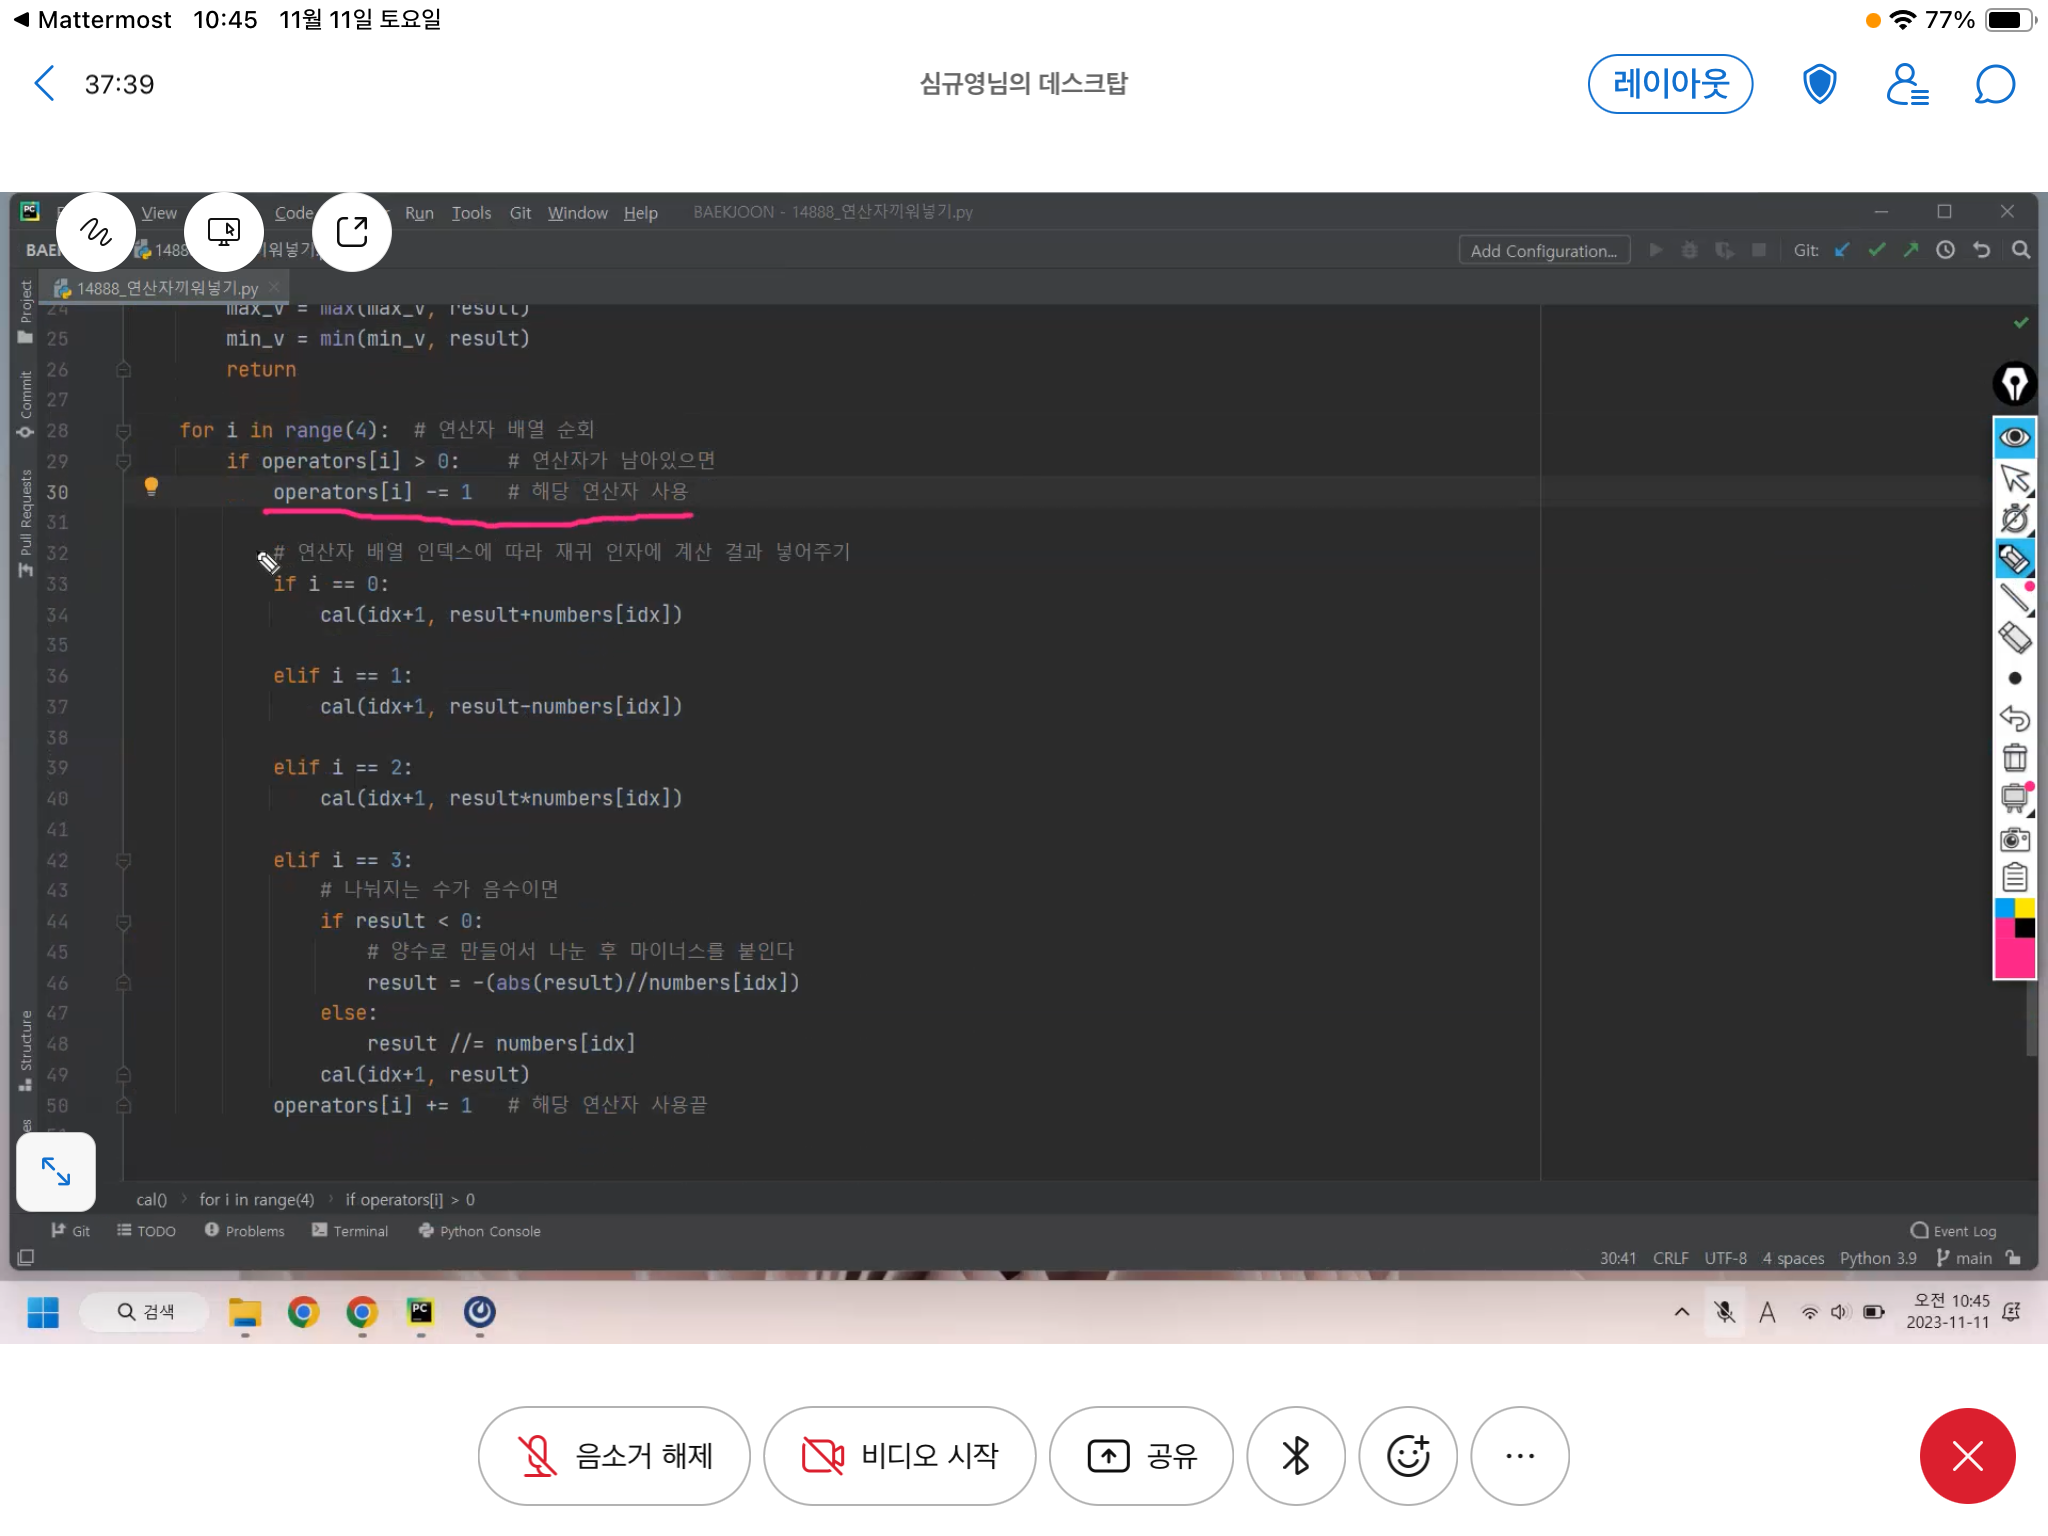 Mattermost 10:45 11월 11일 토요일 77%
37:39 심규영님의 데스크탑 레이아웃
View Code Run Tools Git Window Help BAEKJOON - 14888_연산자끼워넣기.py
Add Configuration... Git:
14888_연산자끼워넣기.py
Project
Commit
Pull Requests
Structure
24 max_v = max(max_v, result)
25 min_v = min(min_v, result)
26 return
27
28 for i in range(4): # 연산자 배열 순회
29 if operators[i] > 0: # 연산자가 남아있으면
30 operators[i] -= 1 # 해당 연산자 사용
31
32 # 연산자 배열 인덱스에 따라 재귀 인자에 계산 결과 넣어주기
33 if i == 0:
34 cal(idx+1, result+numbers[idx])
35
36 elif i == 1:
37 cal(idx+1, result-numbers[idx])
38
39 elif i == 2:
40 cal(idx+1, result*numbers[idx])
41
42 elif i == 3:
43 # 나눠지는 수가 음수이면
44 if result < 0:
45 # 양수로 만들어서 나눈 후 마이너스를 붙인다
46 result = -(abs(result)//numbers[idx])
47 else:
48 result //= numbers[idx]
49 cal(idx+1, result)
50 operators[i] += 1 # 해당 연산자 사용끝
cal() for i in range(4) if operators[i] > 0
Git TODO Problems Terminal Python Console Event Log
30:41 CRLF UTF-8 4 spaces Python 3.9 main
검색 A 오전 10:45
2023-11-11
음소거 해제 비디오 시작 공유